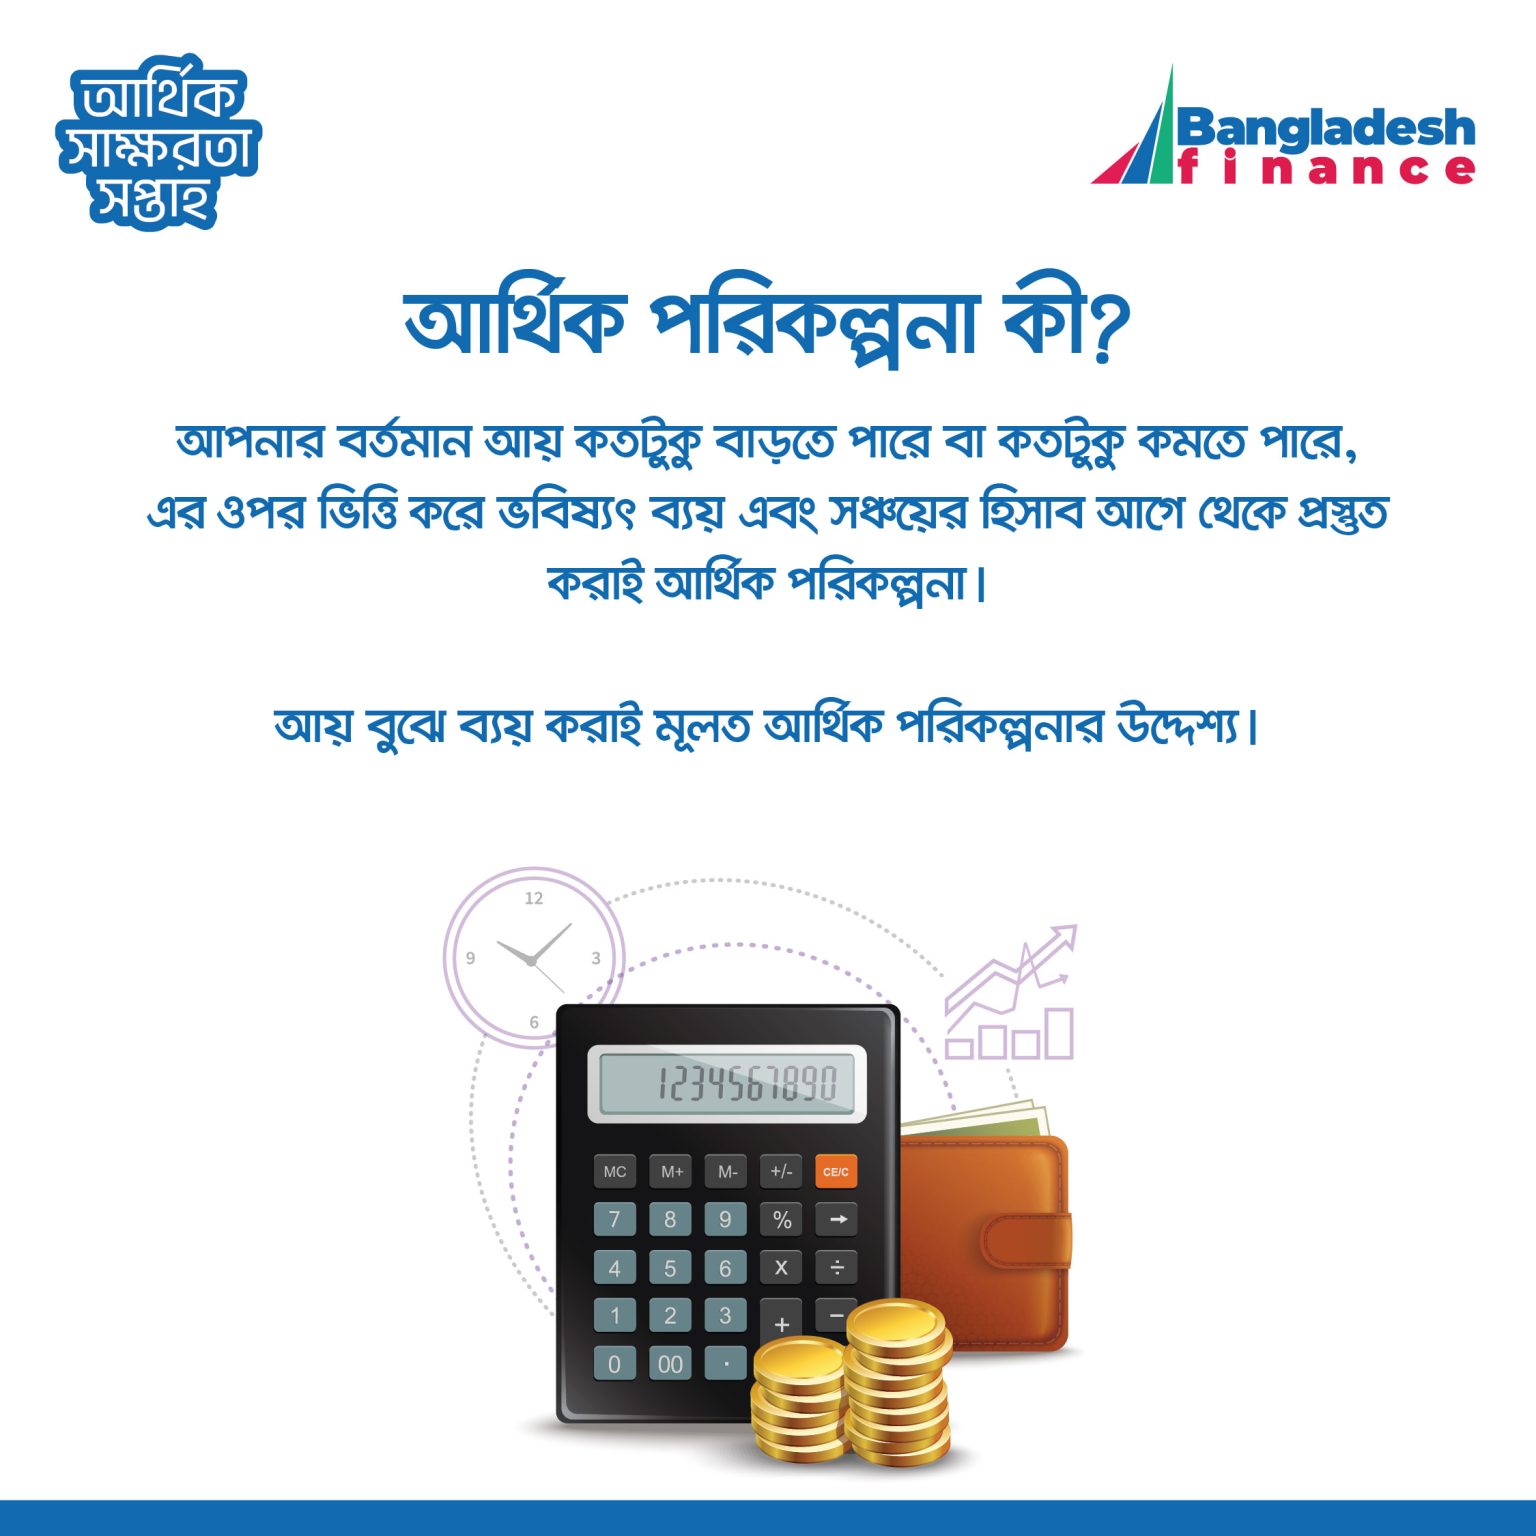 আর্থিক
সাক্ষরতা
সপ্তাহ
Bangladesh
finance
আর্থিক পরিকল্পনা কী?
আপনার বর্তমান আয় কতটুকু বাড়তে পারে বা কতটুকু কমতে পারে,
এর ওপর ভিত্তি করে ভবিষ্যৎ ব্যয় এবং সঞ্চয়ের হিসাব আগে থেকে প্রস্তুত
করাই আর্থিক পরিকল্পনা।
আয় বুঝে ব্যয় করাই মূলত আর্থিক পরিকল্পনার উদ্দেশ্য।
12
9 3
6
1234567890
MC M+ M- +/- CE/C
7 8 9 % →
4 5 6 X ÷
1 2 3 + −
0 00 .